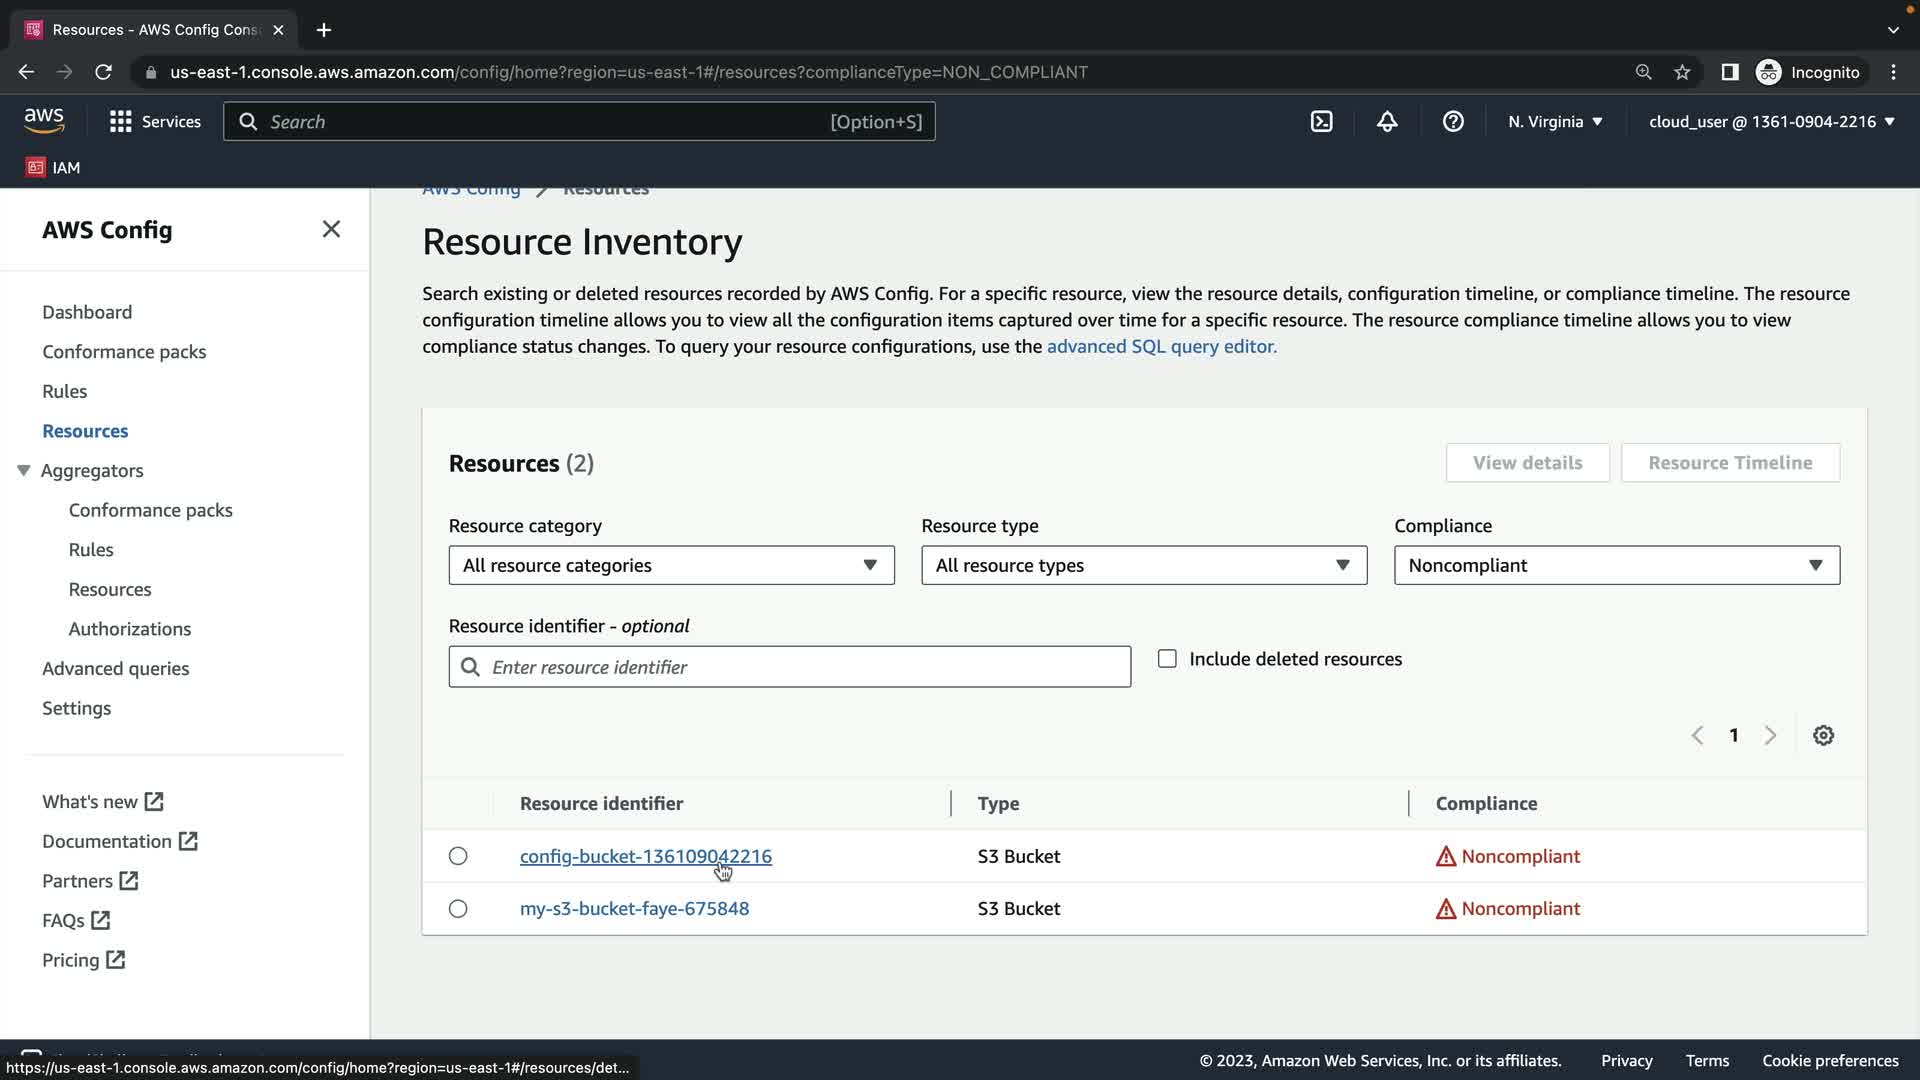 Resources - AWS Config Cons
us-east-1.console.aws.amazon.com/config/home?region=us-east-1#/resources?complianceType=NON_COMPLIANT
Incognito
aws
Services
Search
[Option+S]
N. Virginia
cloud_user @ 1361-0904-2216
IAM
AWS Config
Resources
AWS Config
Dashboard
Conformance packs
Rules
Resources
Aggregators
Conformance packs
Rules
Resources
Authorizations
Advanced queries
Settings
What's new
Documentation
Partners
FAQs
Pricing
Resource Inventory
Search existing or deleted resources recorded by AWS Config. For a specific resource, view the resource details, configuration timeline, or compliance timeline. The resource
configuration timeline allows you to view all the configuration items captured over time for a specific resource. The resource compliance timeline allows you to view
compliance status changes. To query your resource configurations, use the advanced SQL query editor.
Resources (2)
View details
Resource Timeline
Resource category
Resource type
Compliance
All resource categories
All resource types
Noncompliant
Resource identifier - optional
Enter resource identifier
Include deleted resources
1
Resource identifier
Type
Compliance
config-bucket-136109042216
S3 Bucket
Noncompliant
my-s3-bucket-faye-675848
S3 Bucket
Noncompliant
https://us-east-1.console.aws.amazon.com/config/home?region=us-east-1#/resources/det...
© 2023, Amazon Web Services, Inc. or its affiliates.
Privacy
Terms
Cookie preferences